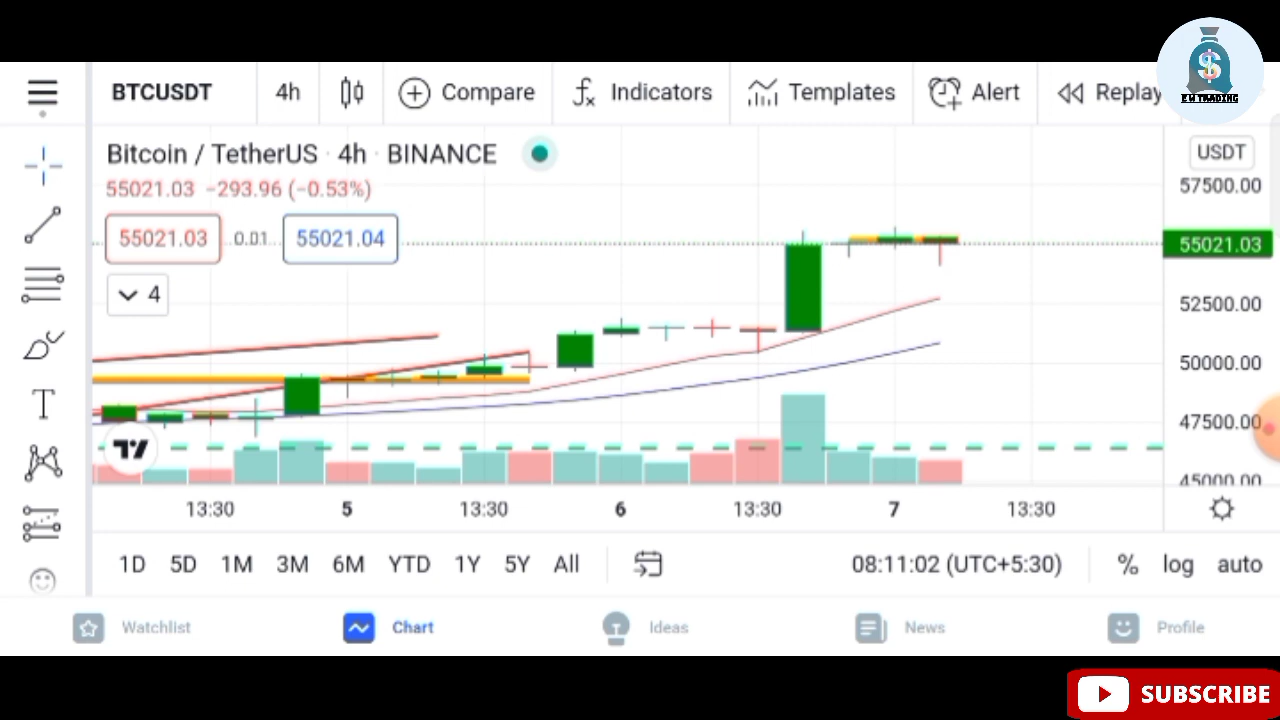 BTCUSDT 4h Compare Indicators Templates Alert Replay
EM TRADING
Bitcoin / TetherUS · 4h · BINANCE
USDT
55021.03 −293.96 (−0.53%)
57500.00
55021.03 0.01 55021.04
55021.03
4
52500.00
50000.00
47500.00
45000.00
13:30 5 13:30 6 13:30 7 13:30
1D 5D 1M 3M 6M YTD 1Y 5Y All 08:11:02 (UTC+5:30) % log auto
Watchlist Chart Ideas News Profile
SUBSCRIBE